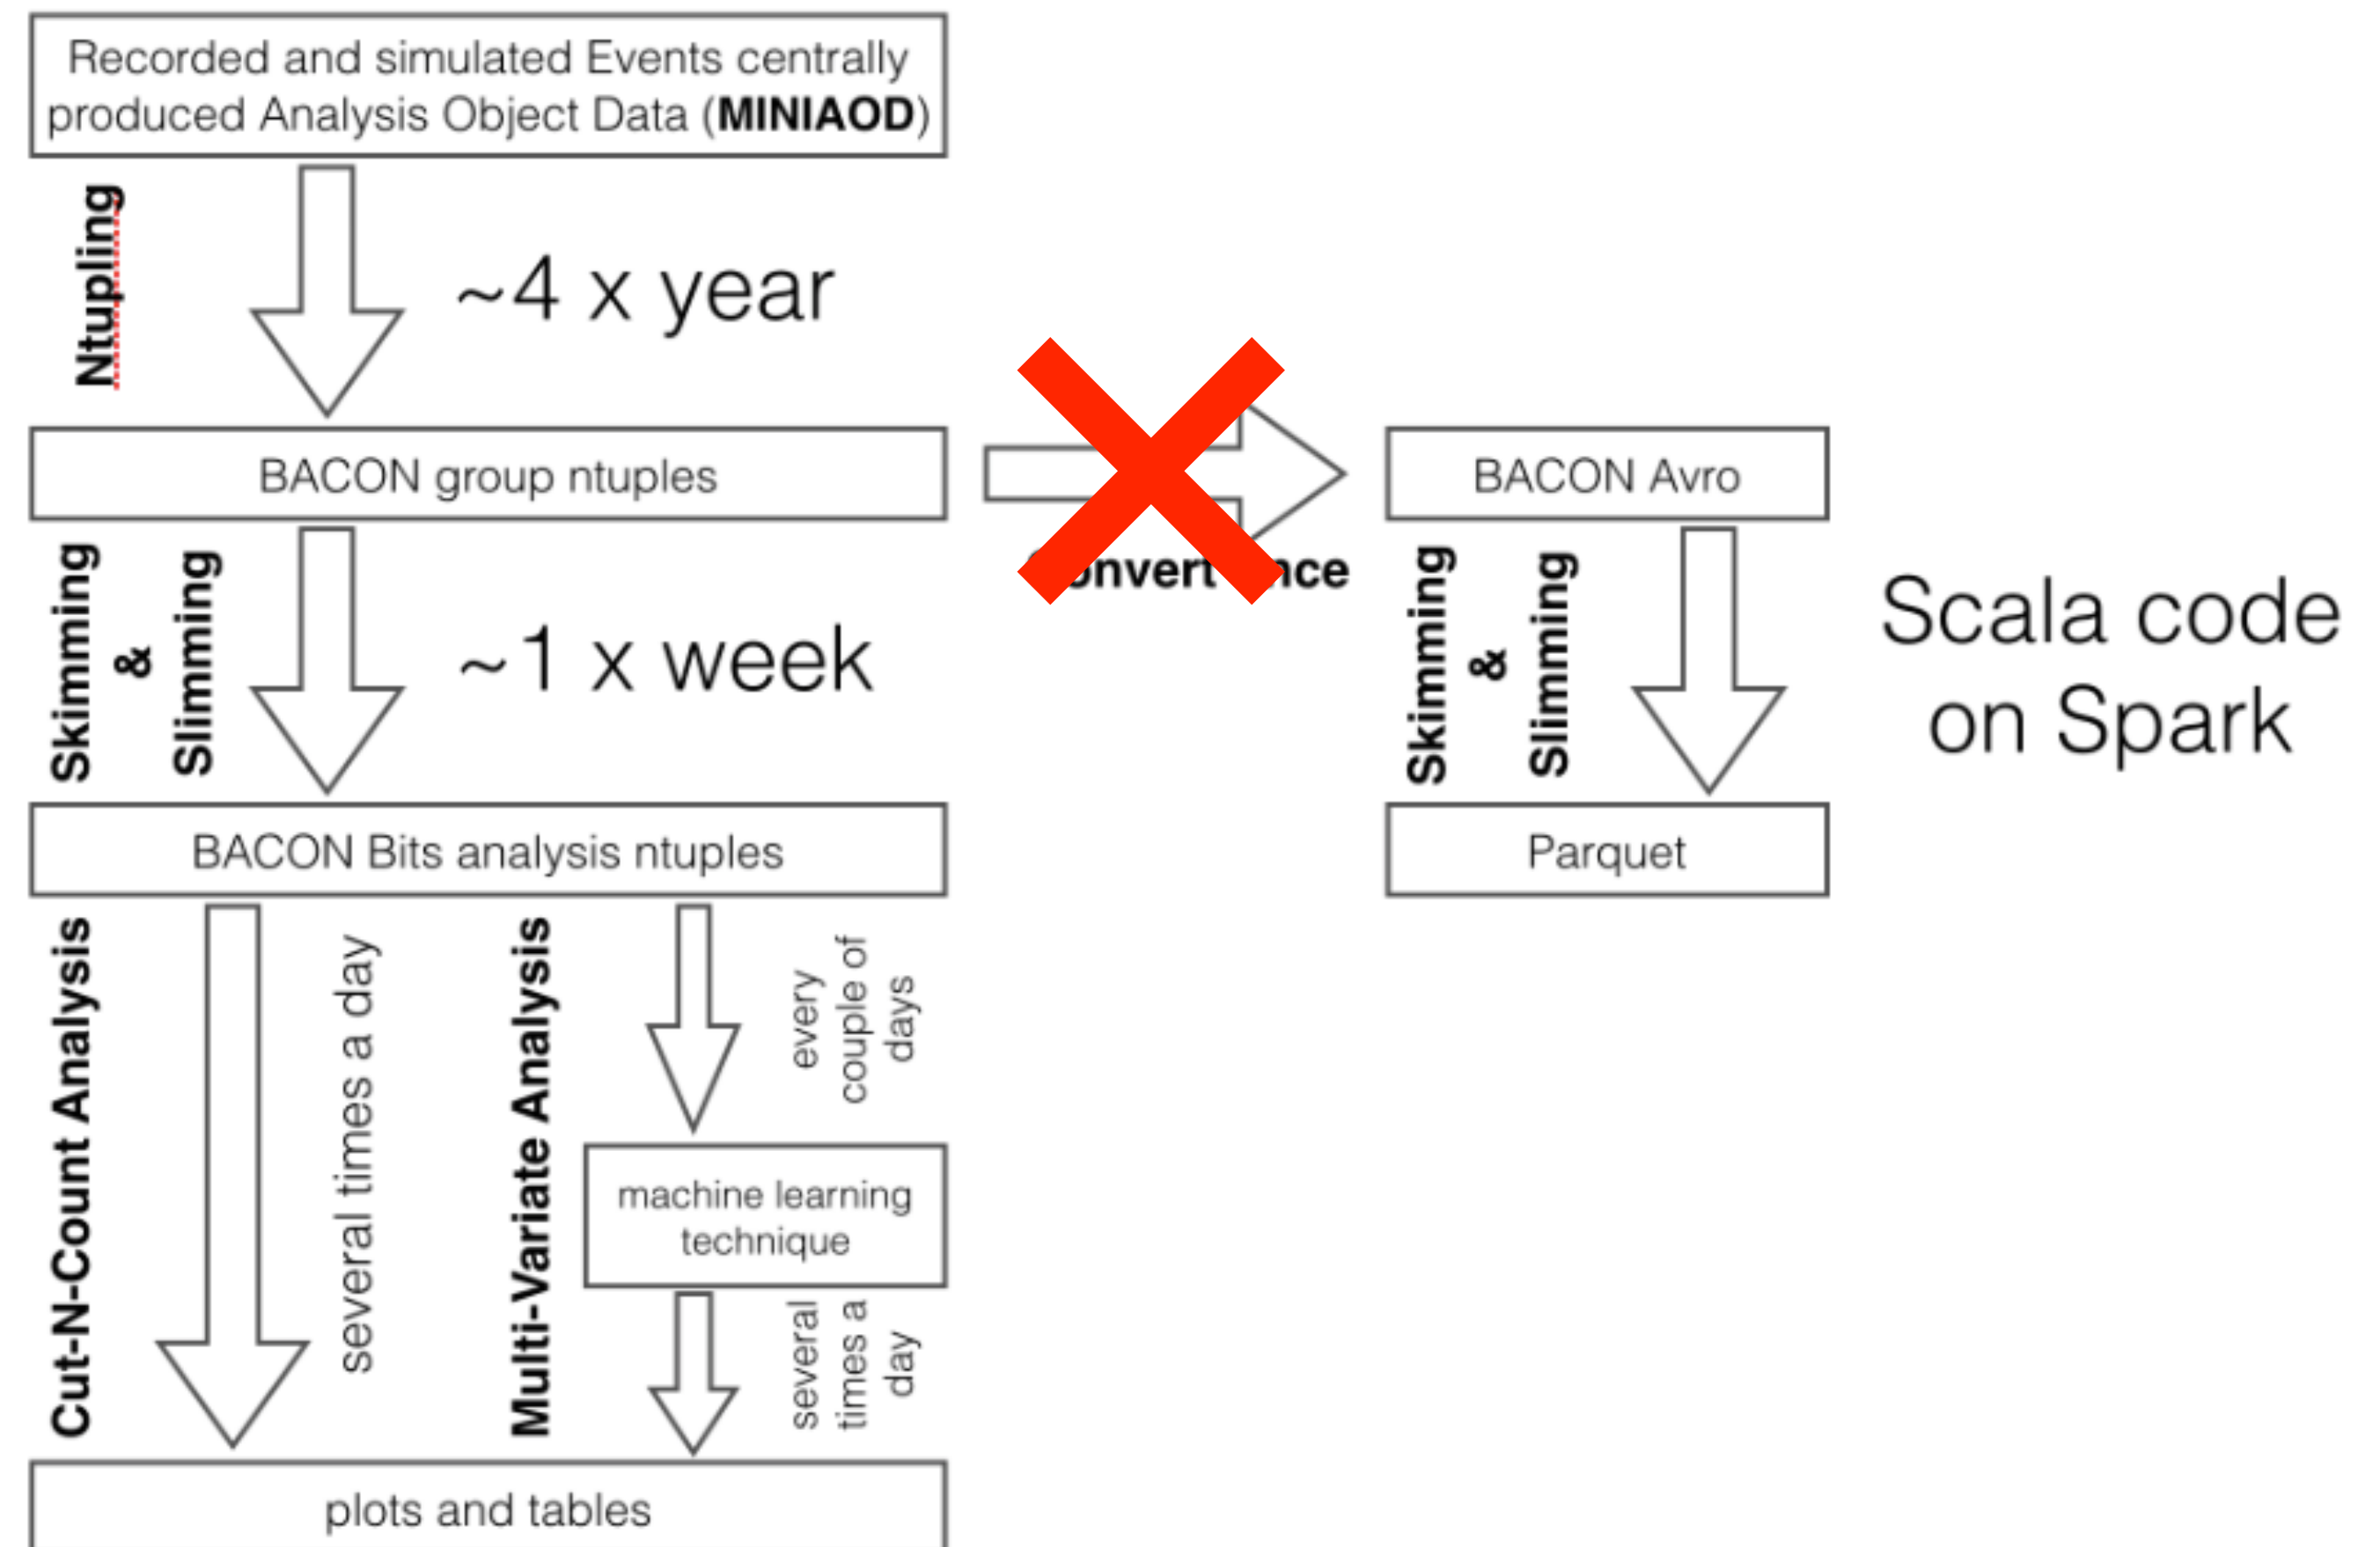 Recorded and simulated Events centrally
produced Analysis Object Data (MINIAOD)
Ntupling
~4 x year
BACON group ntuples
BACON Avro
Skimming
&
Slimming
~1 x week
Skimming
&
Slimming
Scala code
on Spark
BACON Bits analysis ntuples
Parquet
Cut-N-Count Analysis
several times a day
Multi-Variate Analysis
every
couple of
days
machine learning
technique
several
times a
day
plots and tables